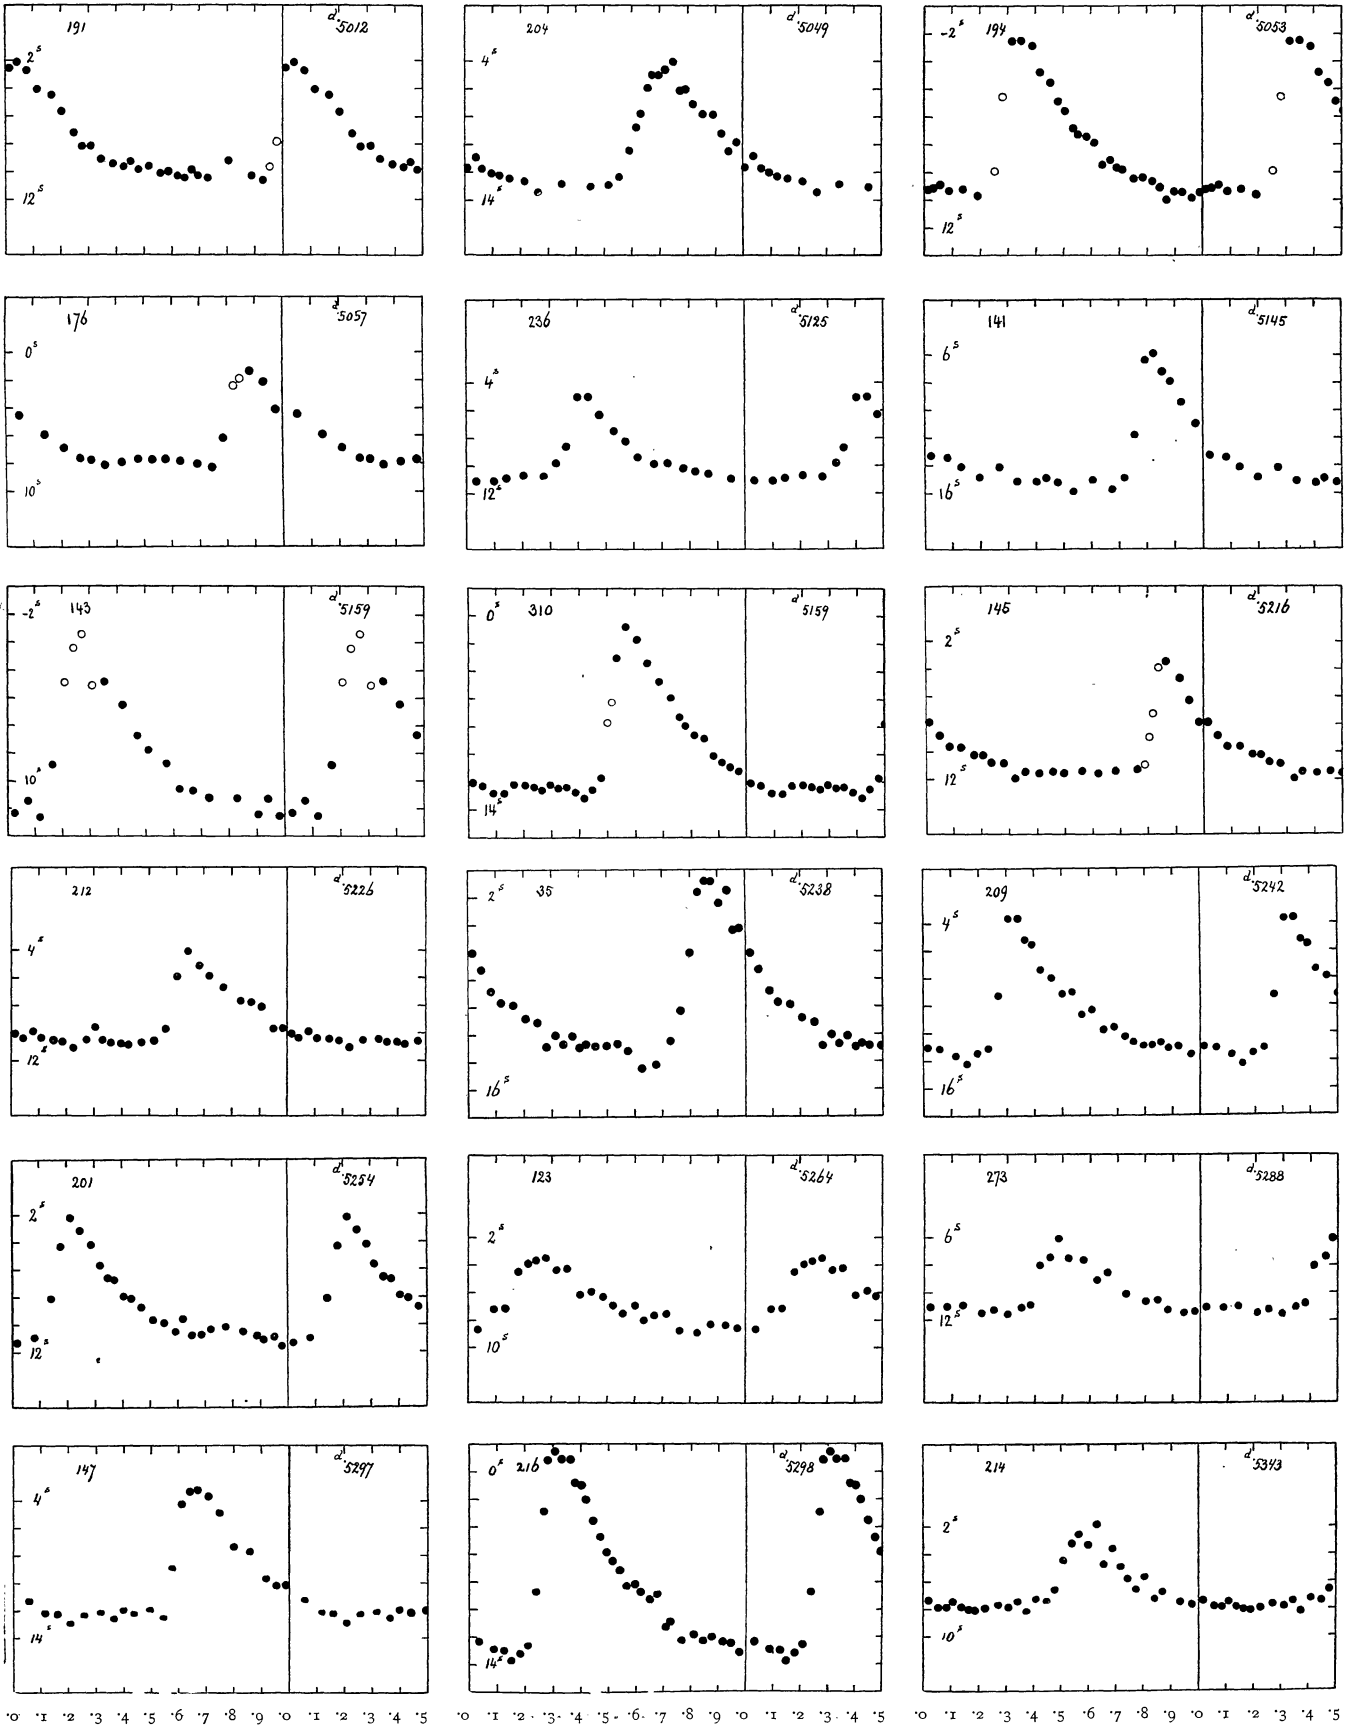 191 d.5012
2s
12s
204 d.5049
4s
14s
194 d.5053
-2s
12s
176 d.5057
0s
10s
236 d.5125
4s
12s
141 d.5145
6s
16s
143 d.5159
-2s
10s
310 d.5159
0s
14s
145 d.5216
2s
12s
212 d.5226
4s
12s
35 d.5238
2s
16s
209 d.5242
4s
16s
201 d.5254
2s
12s
123 d.5264
2s
10s
273 d.5288
6s
12s
147 d.5297
4s
14s
216 d.5298
0s
14s
214 d.5343
2s
10s
.0 .1 .2 .3 .4 .5 .6 .7 .8 .9 .0 .1 .2 .3 .4 .5
.0 .1 .2 .3 .4 .5 .6 .7 .8 .9 .0 .1 .2 .3 .4 .5
.0 .1 .2 .3 .4 .5 .6 .7 .8 .9 .0 .1 .2 .3 .4 .5